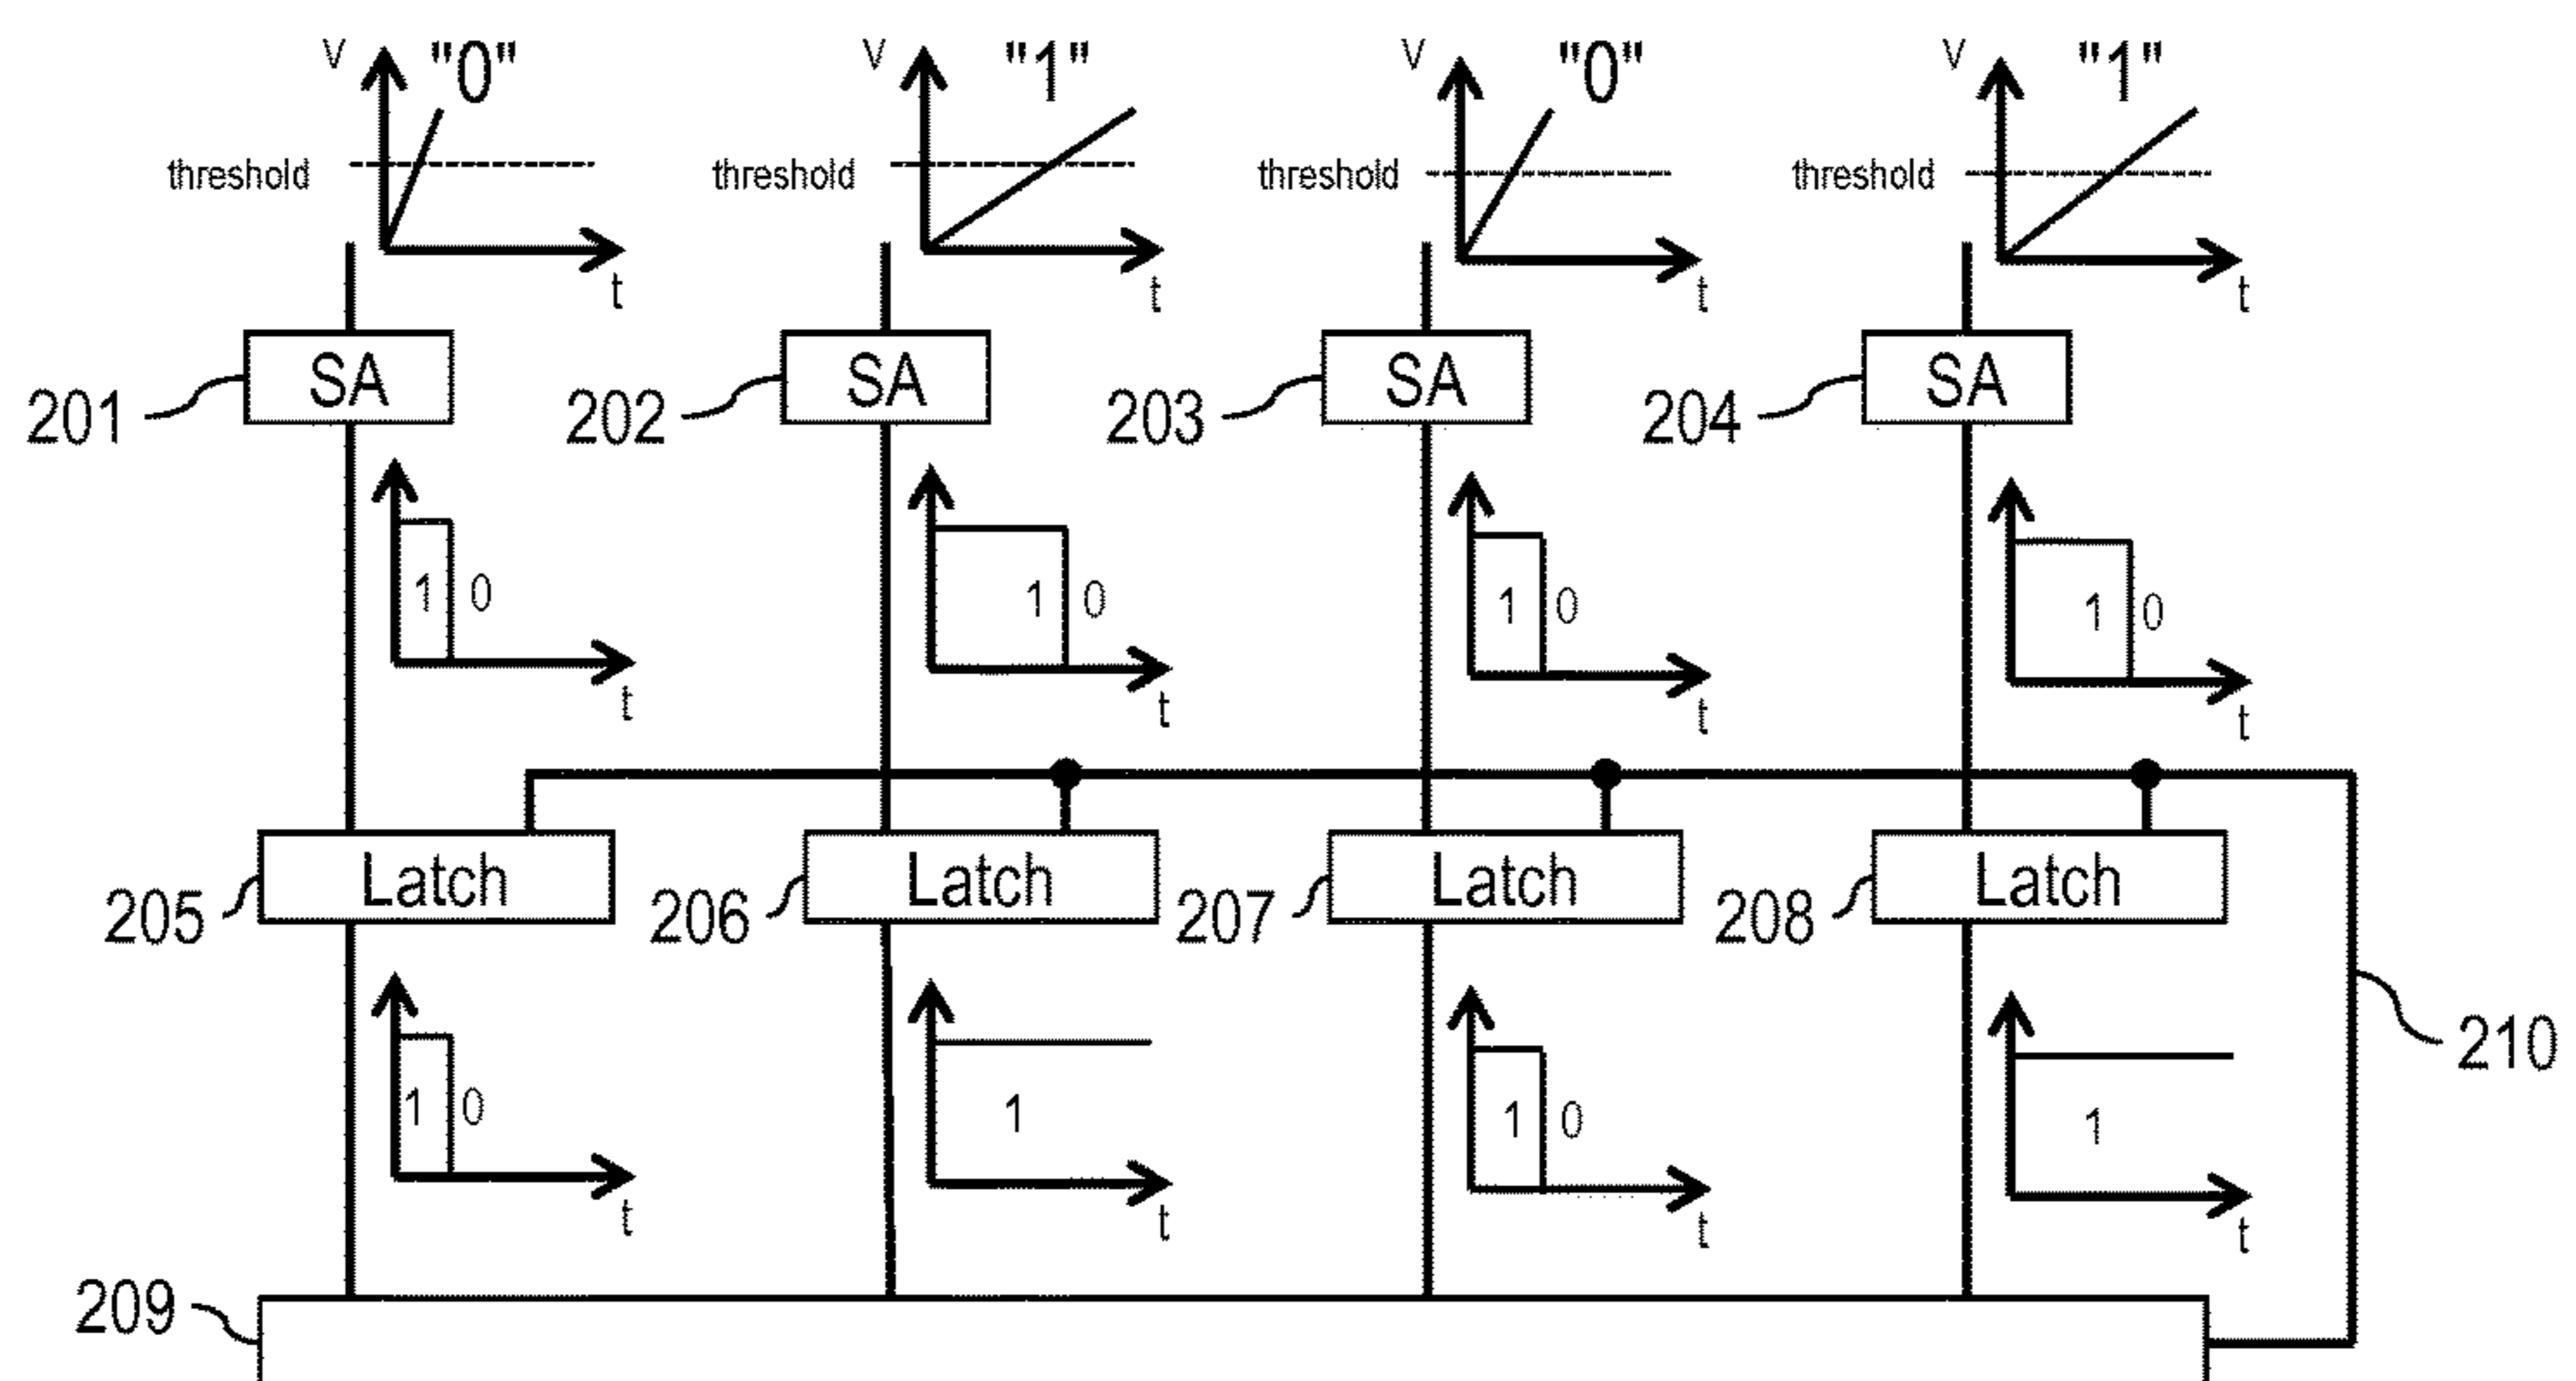 V "0" V "1" V "0" V "1"
threshold threshold threshold threshold
t t t t
SA SA SA SA
201 202 203 204
1 0 1 0 1 0 1 0
t t t t
Latch Latch Latch Latch
205 206 207 208
210
1 0 1 1 0 1
t t t t
209